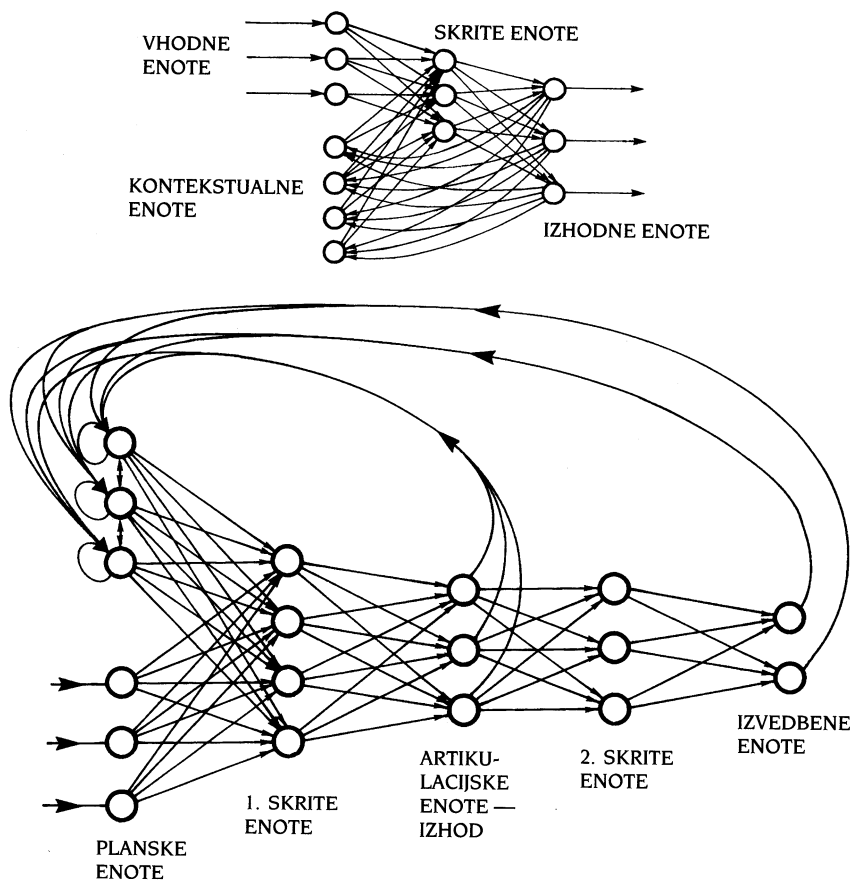 VHODNE
ENOTE
SKRITE ENOTE
KONTEKSTUALNE
ENOTE
IZHODNE ENOTE
PLANSKE
ENOTE
1. SKRITE
ENOTE
ARTIKU-
LACIJSKE
ENOTE —
IZHOD
2. SKRITE
ENOTE
IZVEDBENE
ENOTE